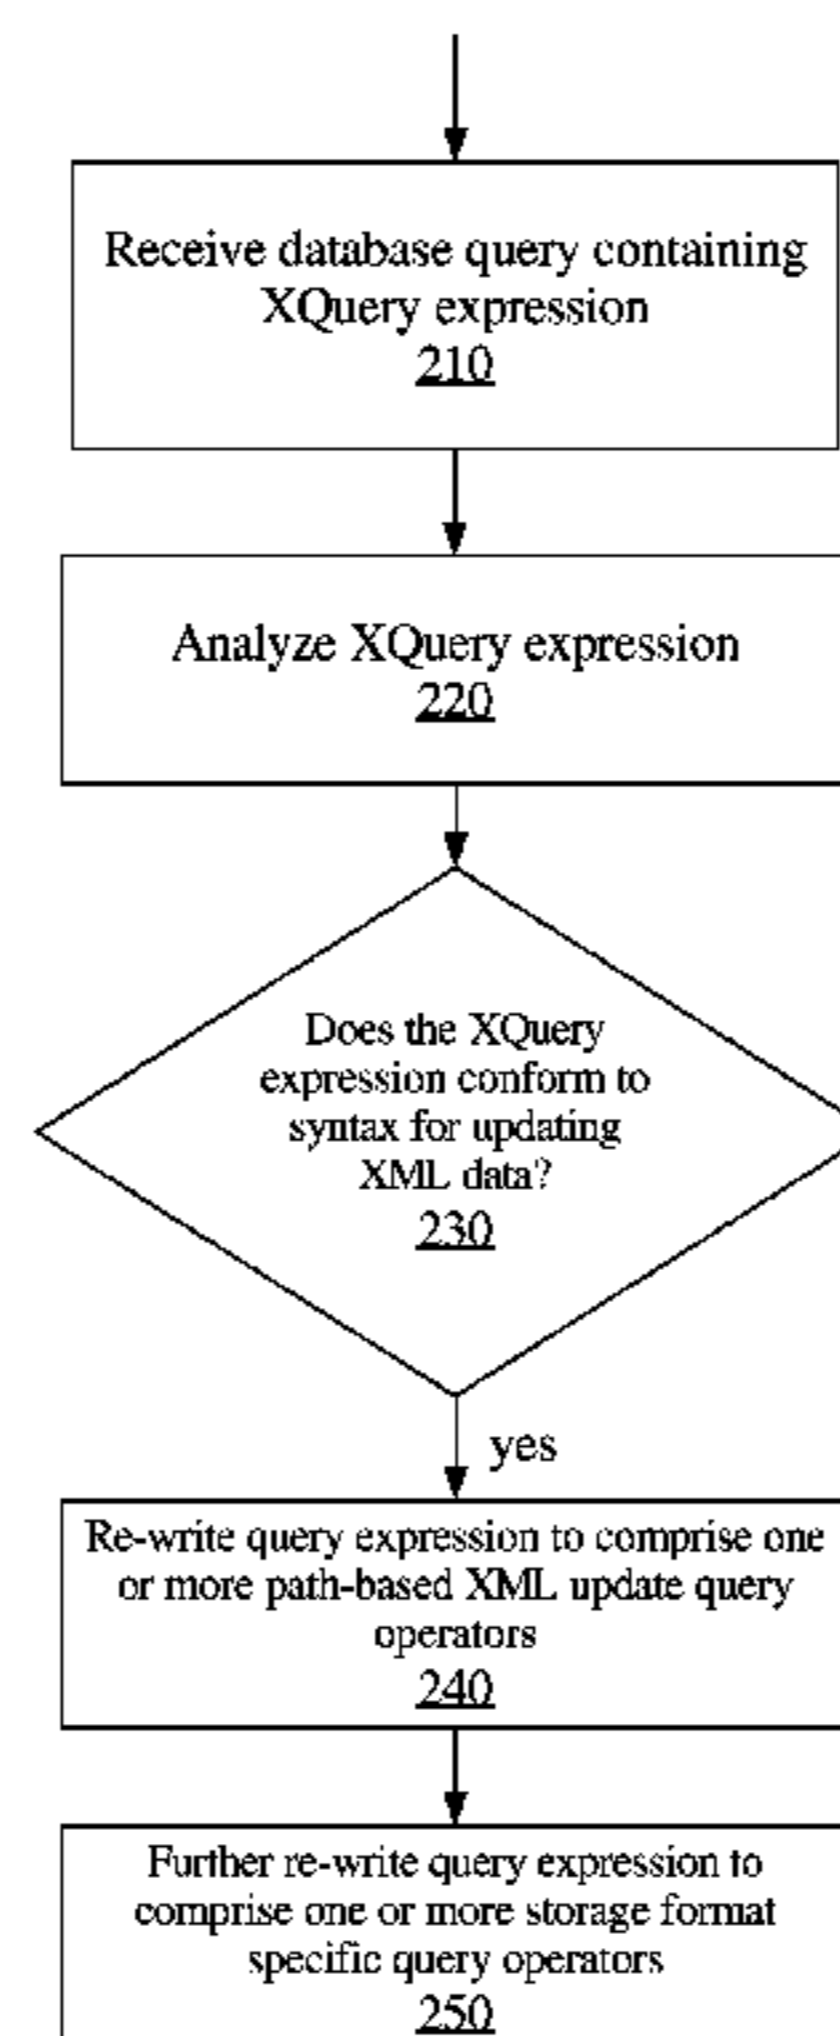 Receive database query containing
XQuery expression
210
Analyze XQuery expression
220
Does the XQuery
expression conform to
syntax for updating
XML data?
230
yes
Re-write query expression to comprise one
or more path-based XML update query
operators
240
Further re-write query expression to
comprise one or more storage format
specific query operators
250